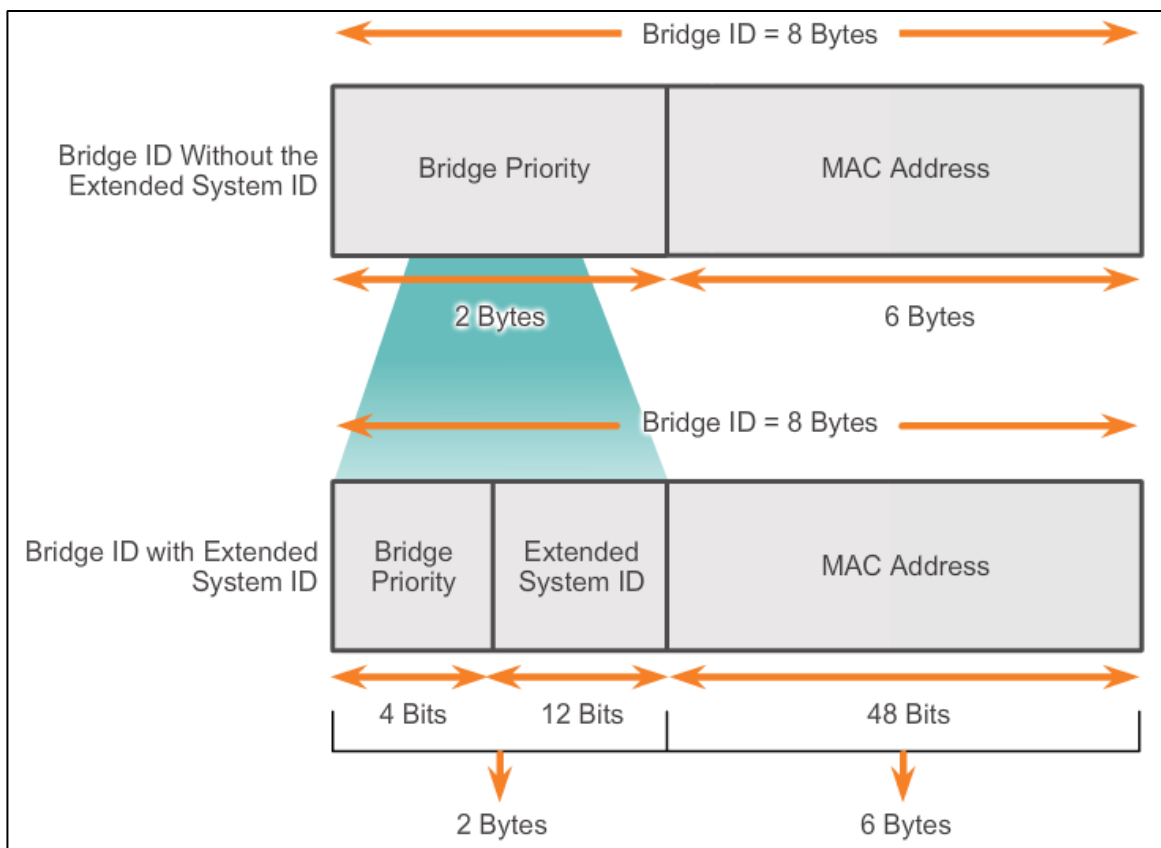 Bridge ID = 8 Bytes
Bridge ID Without the
Extended System ID
Bridge Priority
MAC Address
2 Bytes
6 Bytes
Bridge ID = 8 Bytes
Bridge ID with Extended
System ID
Bridge
Priority
Extended
System ID
MAC Address
4 Bits
12 Bits
48 Bits
2 Bytes
6 Bytes